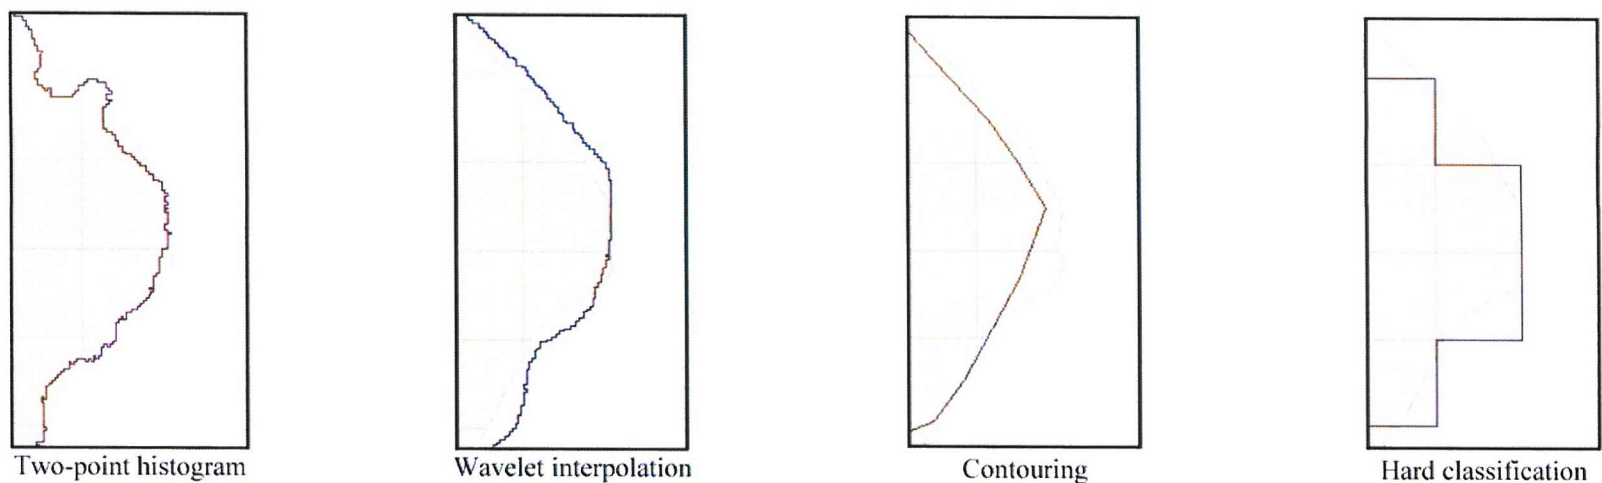 Two-point histogram
Wavelet interpolation
Contouring
Hard classification